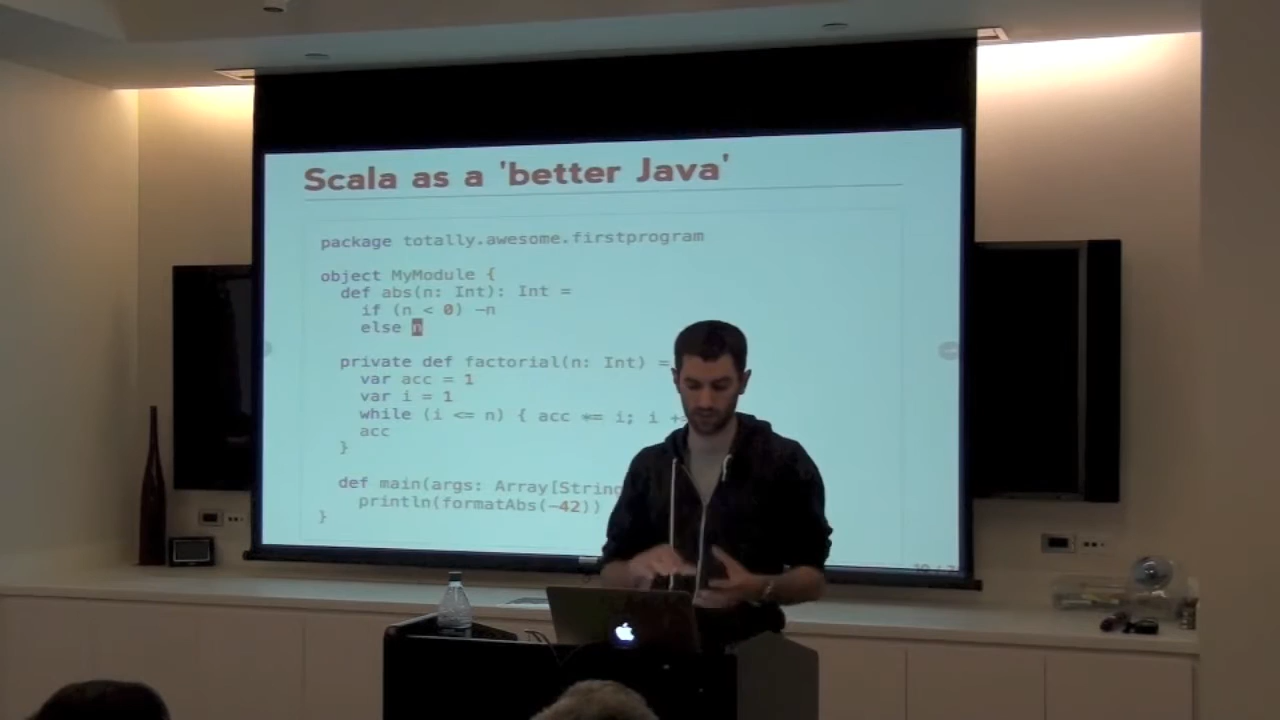 Scala as a 'better Java'
package totally.awesome.firstprogram
object MyModule {
def abs(n: Int): Int =
if (n < 0) -n
else n
private def factorial(n: Int) =
var acc = 1
var i = 1
while (i <= n) { acc *= i; i +
acc
}
def main(args: Array[String
println(formatAbs(-42))
}